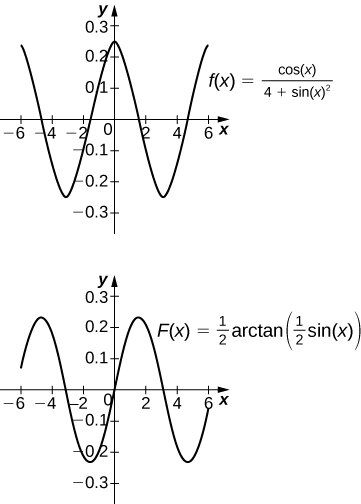 y
0.3
0.2
f(x) = cos(x) / 4 + sin(x)²
0.1
−6 −4 −2 0 2 4 6 x
−0.1
−0.2
−0.3
y
0.3
0.2
F(x) = 1/2 arctan(1/2 sin(x))
0.1
−6 −4 −2 0 2 4 6 x
−0.1
−0.2
−0.3